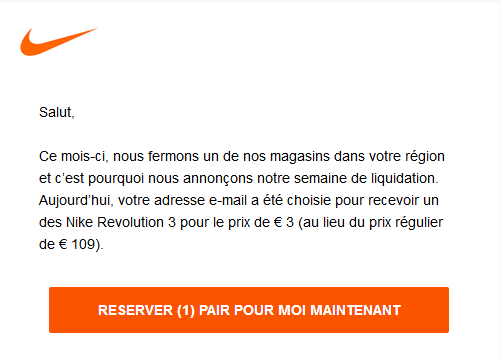 Salut,
Ce mois-ci, nous fermons un de nos magasins dans votre région
et c’est pourquoi nous annonçons notre semaine de liquidation.
Aujourd’hui, votre adresse e-mail a été choisie pour recevoir un
des Nike Revolution 3 pour le prix de € 3 (au lieu du prix régulier
de € 109).
RESERVER (1) PAIR POUR MOI MAINTENANT